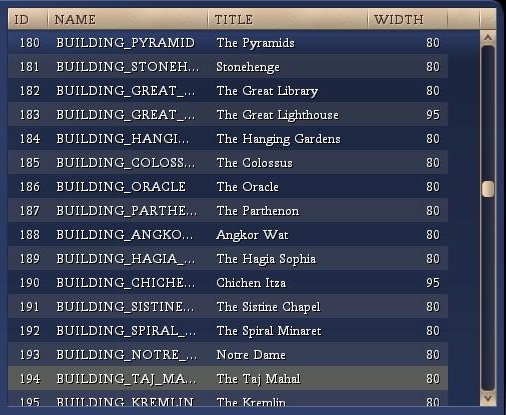 ID NAME TITLE WIDTH
180 BUILDING_PYRAMID The Pyramids 80
181 BUILDING_STONEH... Stonehenge 80
182 BUILDING_GREAT_... The Great Library 80
183 BUILDING_GREAT_... The Great Lighthouse 95
184 BUILDING_HANGI... The Hanging Gardens 80
185 BUILDING_COLOSS... The Colossus 80
186 BUILDING_ORACLE The Oracle 80
187 BUILDING_PARTHE... The Parthenon 80
188 BUILDING_ANGKO... Angkor Wat 80
189 BUILDING_HAGIA_... The Hagia Sophia 80
190 BUILDING_CHICHE... Chichen Itza 95
191 BUILDING_SISTINE... The Sistine Chapel 80
192 BUILDING_SPIRAL_... The Spiral Minaret 80
193 BUILDING_NOTRE_... Notre Dame 80
194 BUILDING_TAJ_MA... The Taj Mahal 80
195 BUILDING_KREMLIN The Kremlin 80